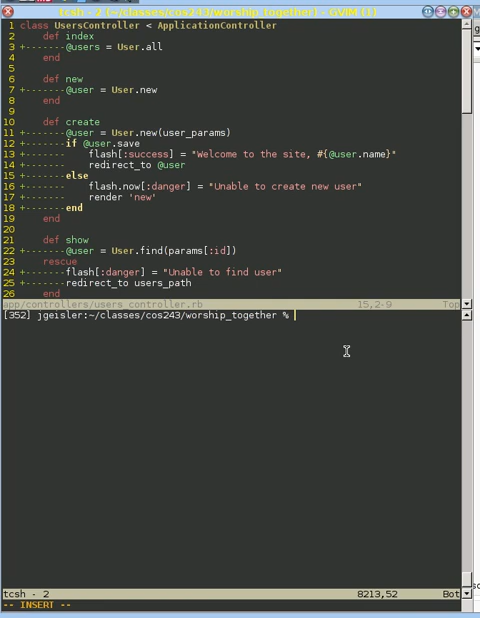 tcsh - 2 (~/classes/cos243/worship_together) - GVIM (1)
1 class UsersController < ApplicationController
2     def index
3 +-------@users = User.all
4     end
5
6     def new
7 +-------@user = User.new
8     end
9
10     def create
11 +-------@user = User.new(user_params)
12 +-------if @user.save
13 +-------    flash[:success] = "Welcome to the site, #{@user.name}"
14 +-------    redirect_to @user
15 +-------else
16 +-------    flash.now[:danger] = "Unable to create new user"
17 +-------    render 'new'
18 +-------end
19     end
20
21     def show
22 +-------@user = User.find(params[:id])
23     rescue
24 +-------flash[:danger] = "Unable to find user"
25 +-------redirect_to users_path
26     end
app/controllers/users_controller.rb 15,2-9 Top
[352] jgeisler:~/classes/cos243/worship_together %
tcsh - 2 8213,52 Bot
-- INSERT --